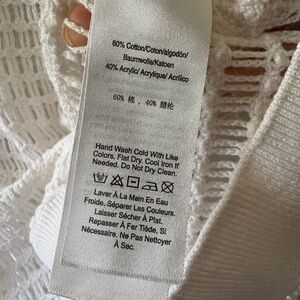 60% Cotton/Coton/algodón/
Baumwolle/Katoen
40% Acrylic/ Acrylique/ Acrílico
60% 棉 , 40% 腈纶
Hand Wash Cold With Like
Colors. Flat Dry. Cool Iron If
Needed. Do Not Dry Clean.
Laver À La Main En Eau
Froide. Séparer Les Couleurs.
Laisser Sécher À Plat.
Repasser À Fer Tiède, Si
Nécessaire. Ne Pas Nettoyer
À Sec.